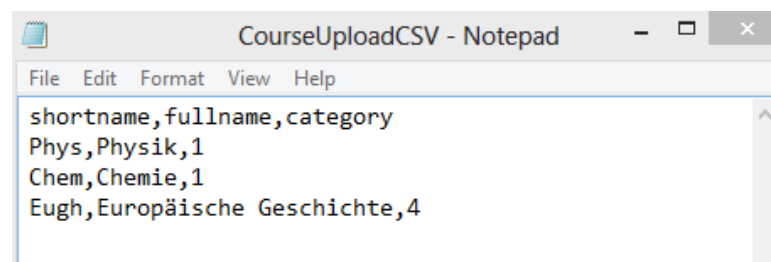 CourseUploadCSV - Notepad
File Edit Format View Help
shortname,fullname,category
Phys,Physik,1
Chem,Chemie,1
Eugh,Europäische Geschichte,4